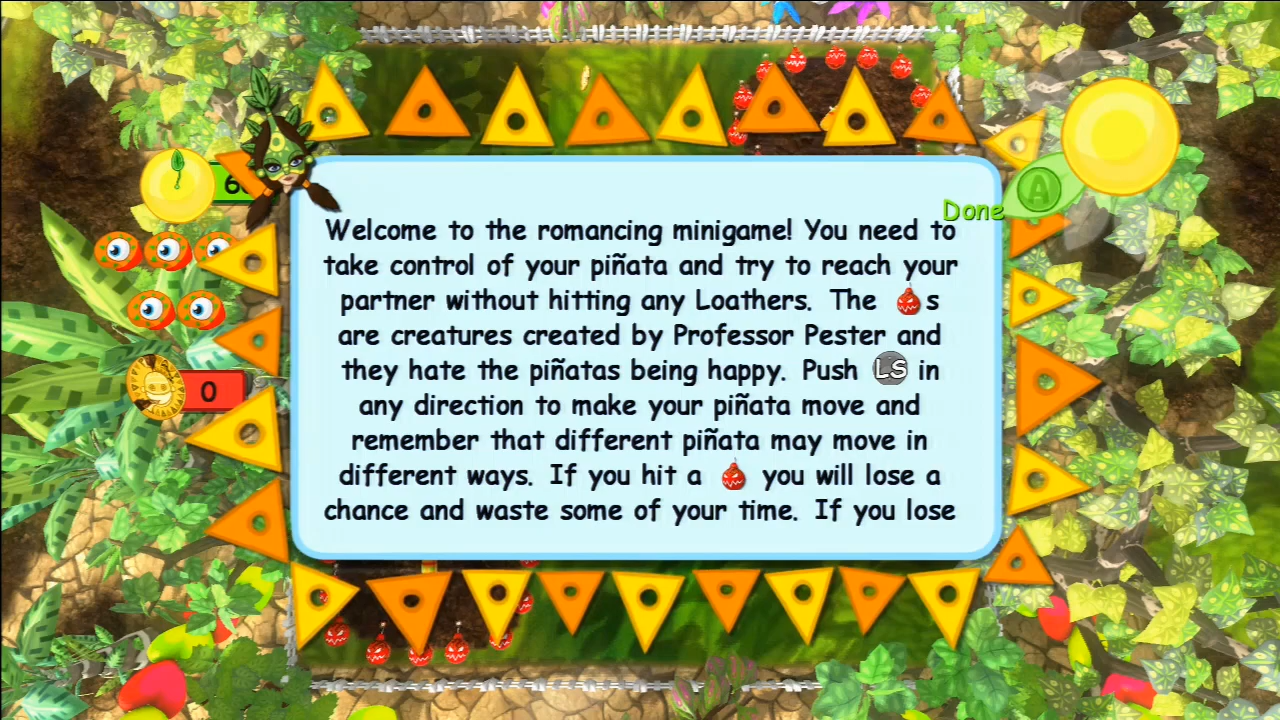 60
Done
A
Welcome to the romancing minigame! You need to
take control of your piñata and try to reach your
partner without hitting any Loathers. The s
are creatures created by Professor Pester and
they hate the piñatas being happy. Push LS in
any direction to make your piñata move and
remember that different piñata may move in
different ways. If you hit a you will lose a
chance and waste some of your time. If you lose
0